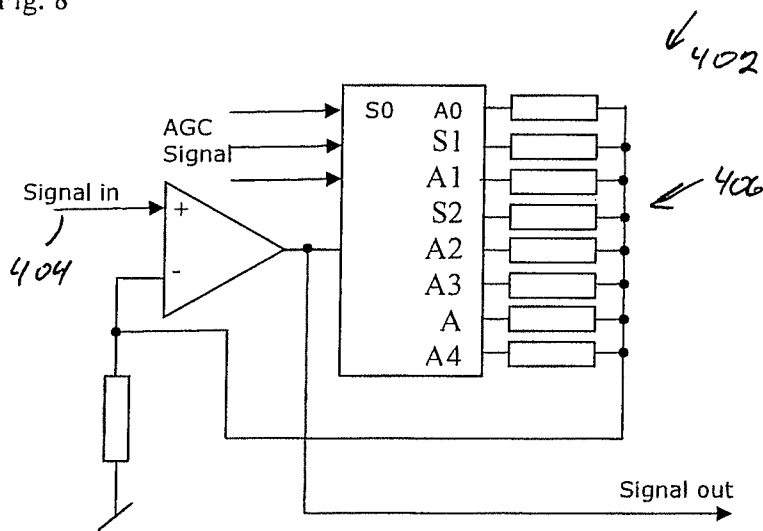 Fig. 8
402
S0 A0
AGC
Signal
S1
A1
406
Signal in
S2
+
404
A2
-
A3
A
A4
Signal out